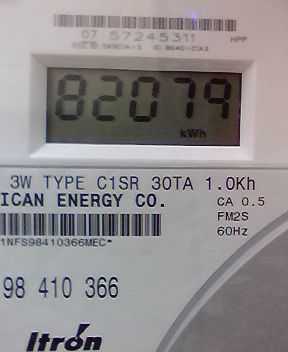 07 57245311
HPP
82079
kWh
3W TYPE C1SR 30TA 1.0Kh
ICAN ENERGY CO.
CA 0.5
FM2S
60Hz
1NFS98410366MEC*
98 410 366
Itron